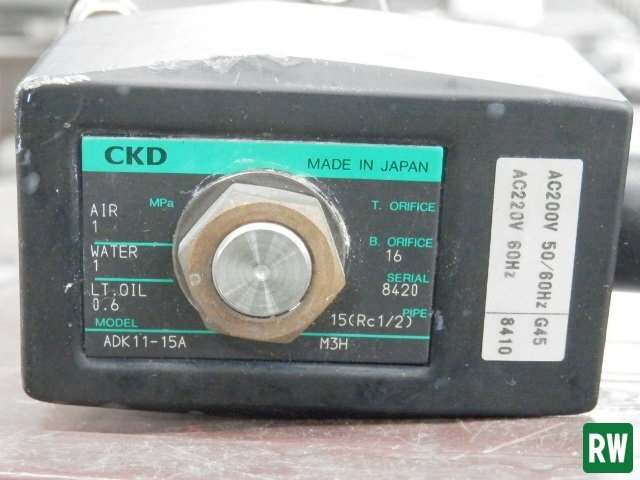 CKD
MADE IN JAPAN
MPa
T. ORIFICE
AIR
1
B. ORIFICE
16
WATER
1
SERIAL
8420
LT.OIL
0.6
PIPE
15(Rc1/2)
MODEL
ADK11-15A
M3H
AC200V 50/60Hz G45
AC220V 60Hz 8410
RW